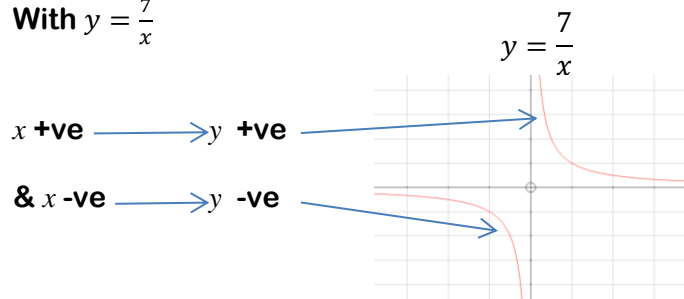 With y = 7/x
y = 7/x
x +ve y +ve
& x -ve y -ve